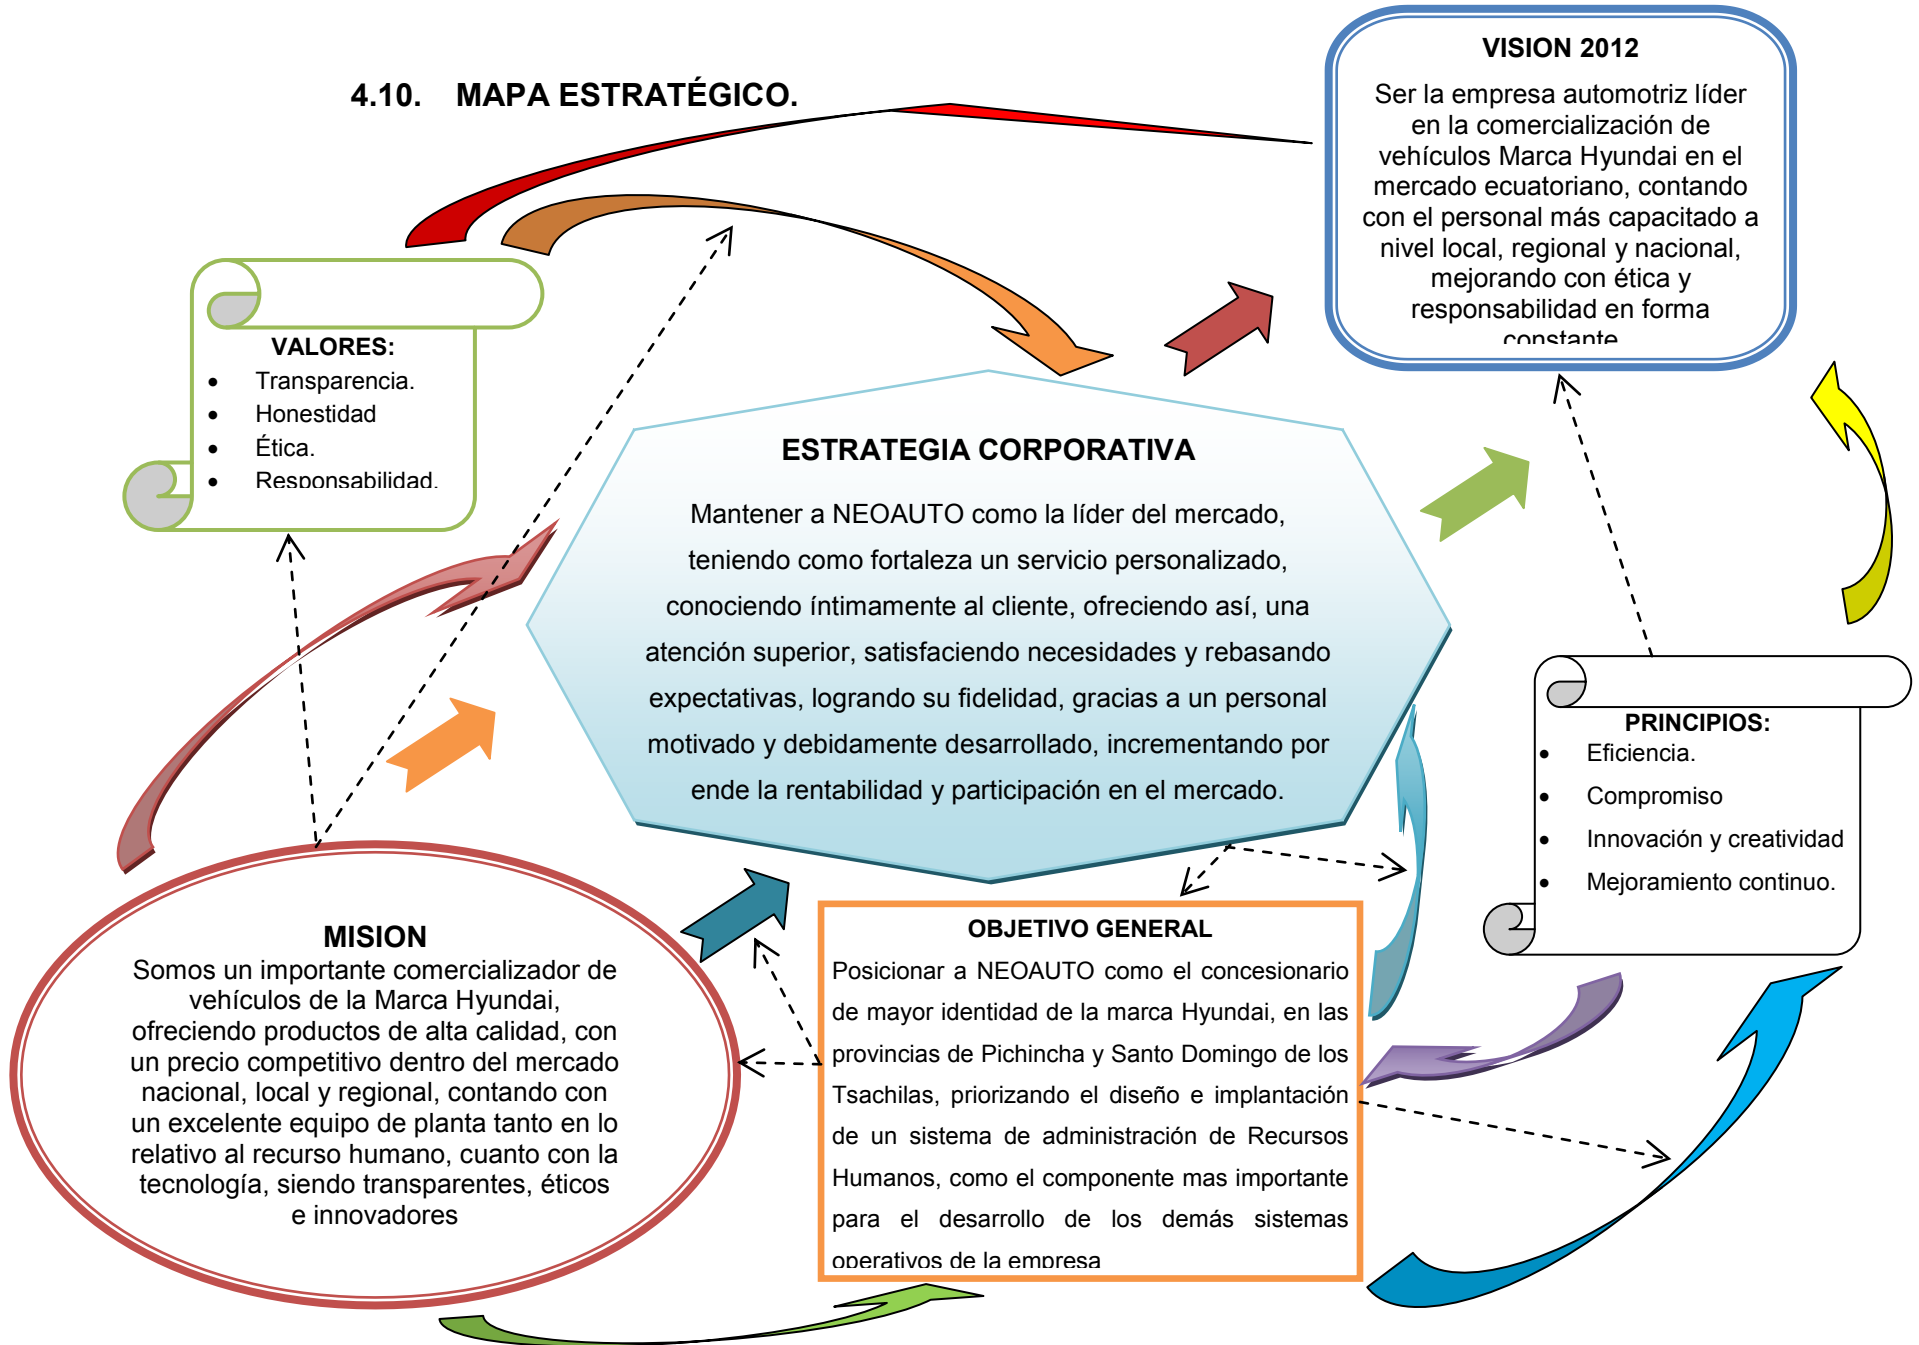 4.10. MAPA ESTRATÉGICO.
VISION 2012
Ser la empresa automotriz líder
en la comercialización de
vehículos Marca Hyundai en el
mercado ecuatoriano, contando
con el personal más capacitado a
nivel local, regional y nacional,
mejorando con ética y
responsabilidad en forma
constante
VALORES:
• Transparencia.
• Honestidad
• Ética.
• Responsabilidad.
ESTRATEGIA CORPORATIVA
Mantener a NEOAUTO como la líder del mercado,
teniendo como fortaleza un servicio personalizado,
conociendo íntimamente al cliente, ofreciendo así, una
atención superior, satisfaciendo necesidades y rebasando
expectativas, logrando su fidelidad, gracias a un personal
motivado y debidamente desarrollado, incrementando por
ende la rentabilidad y participación en el mercado.
PRINCIPIOS:
• Eficiencia.
• Compromiso
• Innovación y creatividad
• Mejoramiento continuo.
MISION
Somos un importante comercializador de
vehículos de la Marca Hyundai,
ofreciendo productos de alta calidad, con
un precio competitivo dentro del mercado
nacional, local y regional, contando con
un excelente equipo de planta tanto en lo
relativo al recurso humano, cuanto con la
tecnología, siendo transparentes, éticos
e innovadores
OBJETIVO GENERAL
Posicionar a NEOAUTO como el concesionario
de mayor identidad de la marca Hyundai, en las
provincias de Pichincha y Santo Domingo de los
Tsachilas, priorizando el diseño e implantación
de un sistema de administración de Recursos
Humanos, como el componente mas importante
para el desarrollo de los demás sistemas
operativos de la empresa